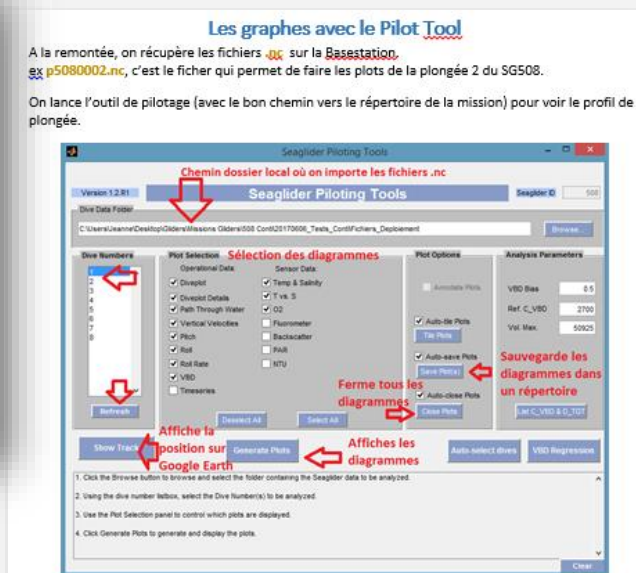 Les graphes avec le Pilot Tool
A la remontée, on récupère les fichiers .nc sur la Basestation,
ex p5080002.nc, c'est le ficher qui permet de faire les plots de la plongée 2 du SG508.
On lance l'outil de pilotage (avec le bon chemin vers le répertoire de la mission) pour voir le profil de
plongée.
Seaglider Piloting Tools
Chemin dossier local où on importe les fichiers .nc
Version 1.2.R1
Seaglider Piloting Tools
Seaglider ID
508
Dive Data Folder
C:\Users\Jeanne\Desktop\Gliders\Missions Gliders\508 Conti\20170606_Tests_Conti\Fichiers_Deploiement
Browse...
Dive Numbers
1
2
3
4
5
6
7
8
Refresh
Plot Selection
Sélection des diagrammes
Operational Data:
Diveplot
Diveplot Details
Path Through Water
Vertical Velocities
Pitch
Roll
Roll Rate
VBD
Timeseries
Sensor Data:
Temp & Salinity
T vs. S
O2
Fluorometer
Backscatter
PAR
NTU
Deselect All
Select All
Plot Options
Annotate Plots
Auto-tile Plots
Tile Plots
Auto-save Plots
Save Plot(s)
Auto-close Plots
Close Plots
Ferme tous les
diagrammes
Analysis Parameters
VBD Bias
0.5
Ref. C_VBD
2700
Vol. Max.
50925
Sauvegarde les
diagrammes dans
un répertoire
List C_VBD & D_TGT
Show Track
Affiche la
position sur
Google Earth
Generate Plots
Affiches les
diagrammes
Auto-select dives
VBD Regression
1. Click the Browse button to browse and select the folder containing the Seaglider data to be analyzed.
2. Using the dive number listbox, select the Dive Number(s) to be analyzed.
3. Use the Plot Selection panel to control which plots are displayed.
4. Click Generate Plots to generate and display the plots.
Clear